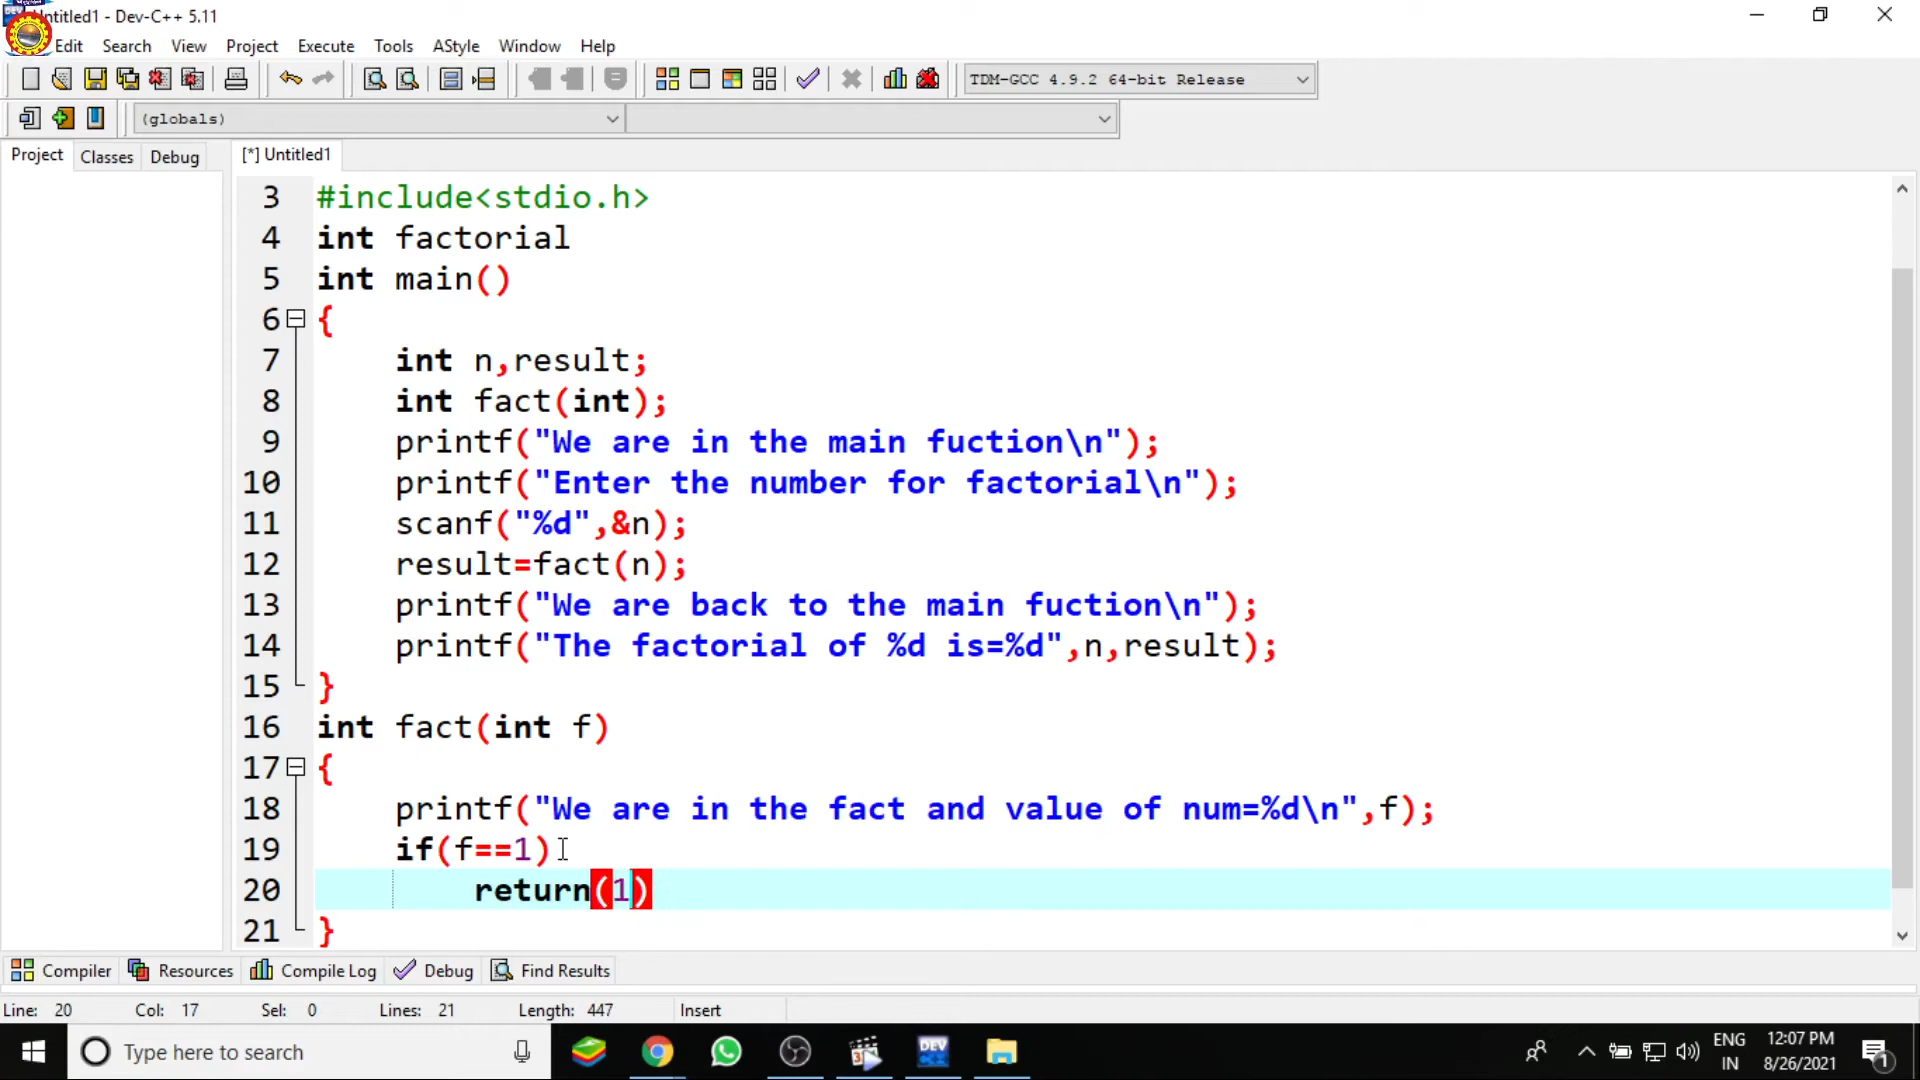 Untitled1 - Dev-C++ 5.11
Edit Search View Project Execute Tools AStyle Window Help
TDM-GCC 4.9.2 64-bit Release
(globals)
Project Classes Debug [*] Untitled1
3 #include<stdio.h>
4 int factorial
5 int main()
6 {
7 int n,result;
8 int fact(int);
9 printf("We are in the main fuction\n");
10 printf("Enter the number for factorial\n");
11 scanf("%d",&n);
12 result=fact(n);
13 printf("We are back to the main fuction\n");
14 printf("The factorial of %d is=%d",n,result);
15 }
16 int fact(int f)
17 {
18 printf("We are in the fact and value of num=%d\n",f);
19 if(f==1)
20 return(1)
21 }
Compiler Resources Compile Log Debug Find Results
Line: 20 Col: 17 Sel: 0 Lines: 21 Length: 447 Insert
Type here to search
DEV
ENG
IN
12:07 PM
8/26/2021
1